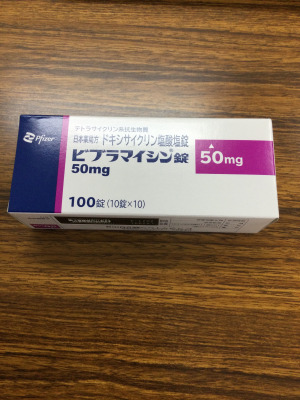 テトラサイクリン系抗生物質
日本薬局方 ドキシサイクリン塩酸塩錠
Pfizer
ビブラマイシン®錠
50mg
50mg
100錠 (10錠×10)